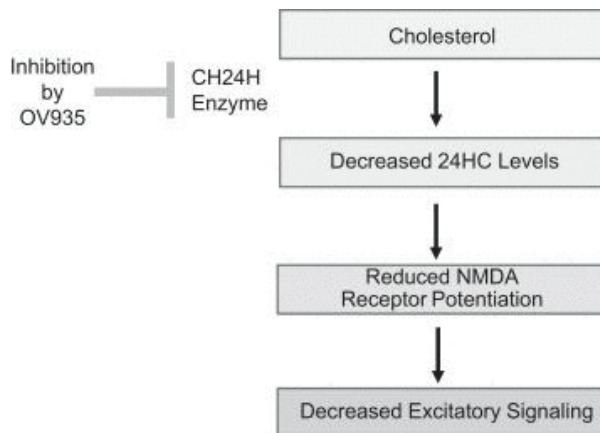 Cholesterol
Inhibition
by
OV935
CH24H
Enzyme
Decreased 24HC Levels
Reduced NMDA
Receptor Potentiation
Decreased Excitatory Signaling